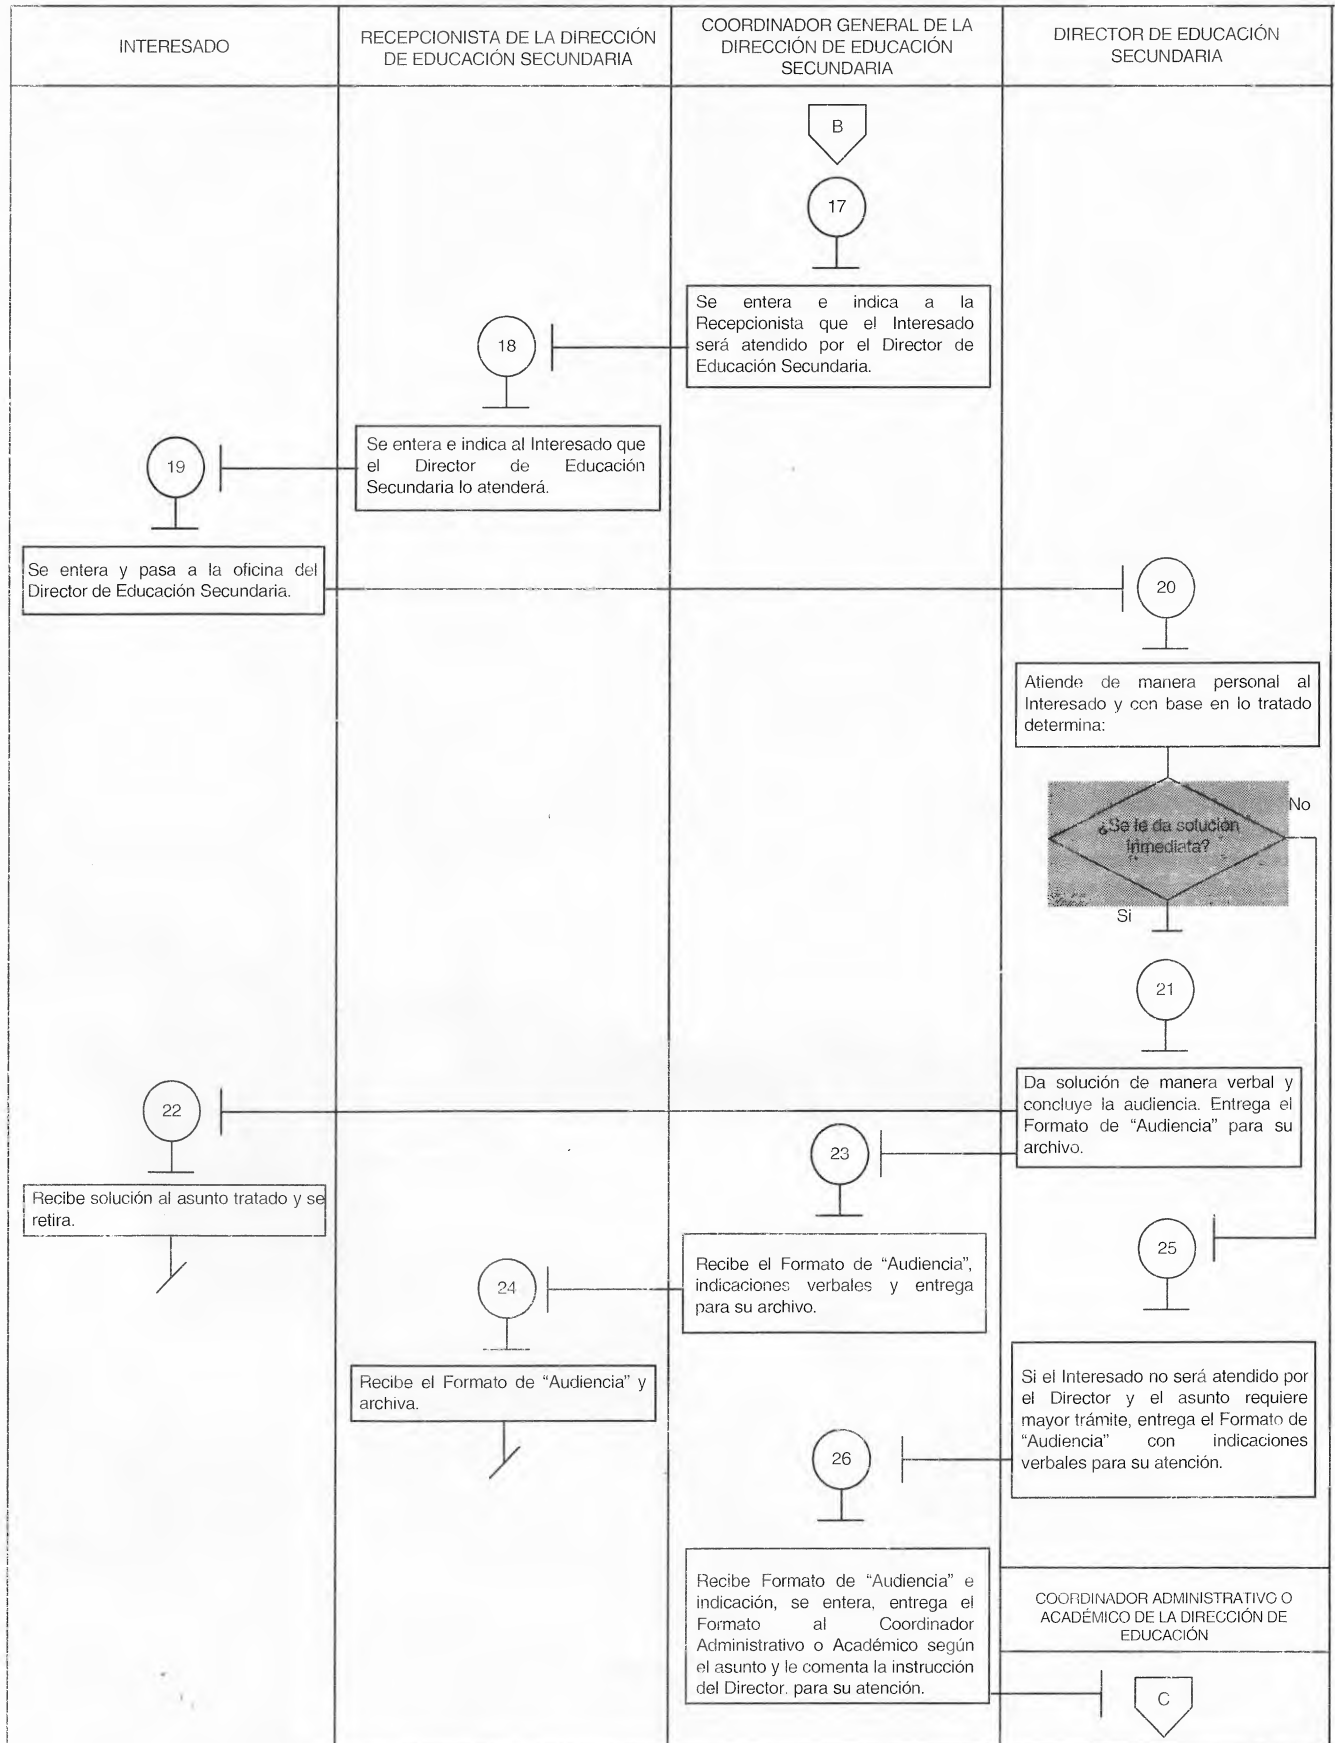 INTERESADO
RECEPCIONISTA DE LA DIRECCIÓN
DE EDUCACIÓN SECUNDARIA
COORDINADOR GENERAL DE LA
DIRECCIÓN DE EDUCACIÓN
SECUNDARIA
DIRECTOR DE EDUCACIÓN
SECUNDARIA
B
17
Se entera e indica a la
Recepcionista que el Interesado
será atendido por el Director de
Educación Secundaria.
18
Se entera e indica al Interesado que
el Director de Educación
Secundaria lo atenderá.
19
Se entera y pasa a la oficina del
Director de Educación Secundaria.
20
Atiende de manera personal al
Interesado y con base en lo tratado
determina:
¿Se le da solución
inmediata?
No
Si
21
Da solución de manera verbal y
concluye la audiencia. Entrega el
Formato de “Audiencia” para su
archivo.
22
Recibe solución al asunto tratado y se
retira.
23
Recibe el Formato de “Audiencia”,
indicaciones verbales y entrega
para su archivo.
24
Recibe el Formato de “Audiencia” y
archiva.
25
Si el Interesado no será atendido por
el Director y el asunto requiere
mayor trámite, entrega el Formato de
“Audiencia” con indicaciones
verbales para su atención.
26
Recibe Formato de “Audiencia” e
indicación, se entera, entrega el
Formato al Coordinador
Administrativo o Académico según
el asunto y le comenta la instrucción
del Director. para su atención.
COORDINADOR ADMINISTRATIVO O
ACADÉMICO DE LA DIRECCIÓN DE
EDUCACIÓN
C